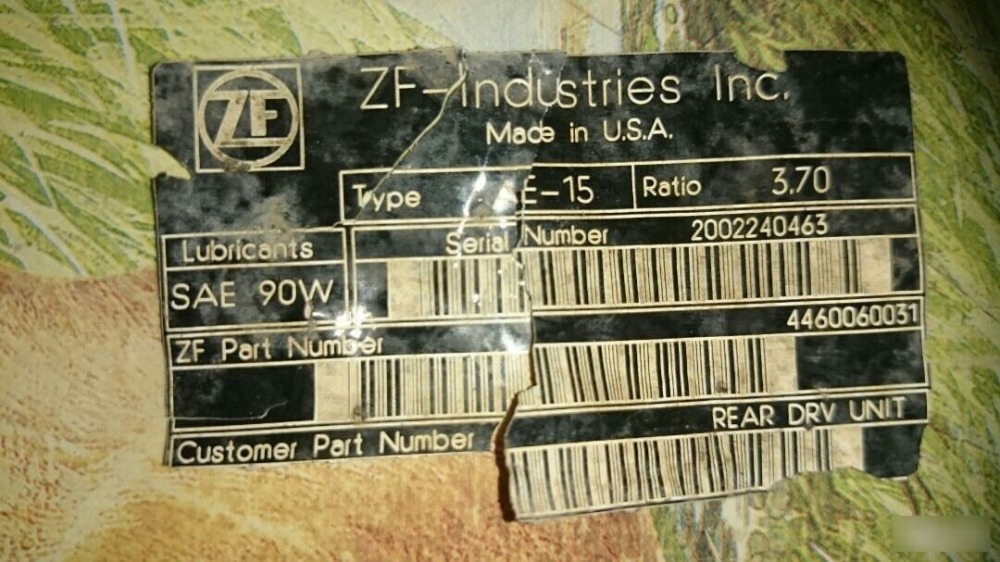 ZF
ZF-Industries Inc.
Made in U.S.A.
Type AE-15 Ratio 3.70
Lubricants
SAE 90W
Serial Number 2002240463
ZF Part Number 4460060031
Customer Part Number REAR DRV UNIT